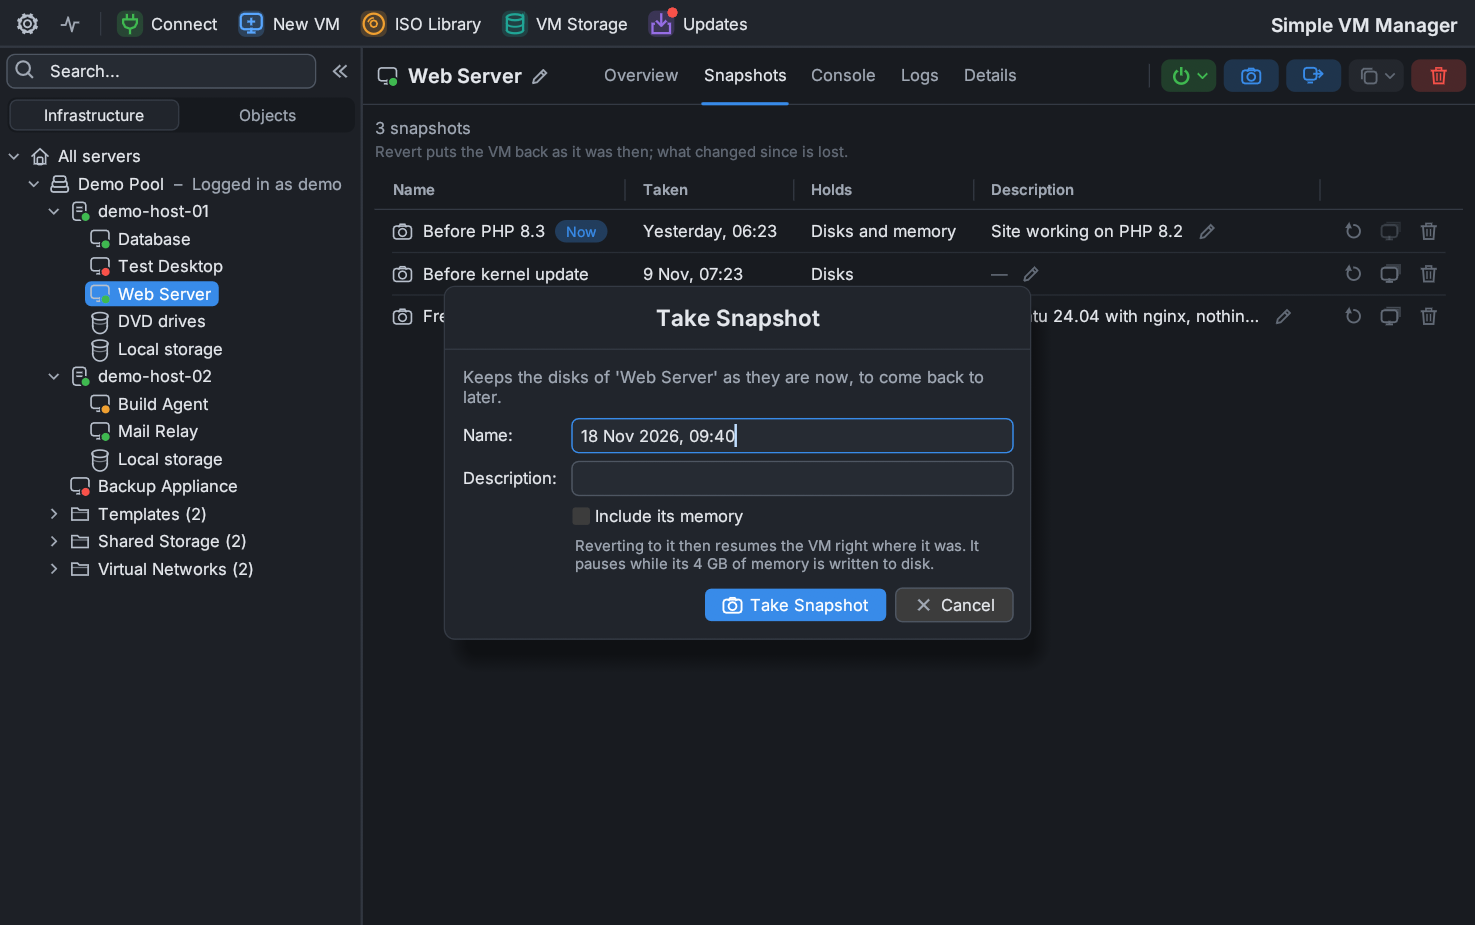 Connect
New VM
ISO Library
VM Storage
Updates
Simple VM Manager
Search...
Infrastructure
Objects
All servers
Demo Pool – Logged in as demo
demo-host-01
Database
Test Desktop
Web Server
DVD drives
Local storage
demo-host-02
Build Agent
Mail Relay
Local storage
Backup Appliance
Templates (2)
Shared Storage (2)
Virtual Networks (2)
Web Server
Overview
Snapshots
Console
Logs
Details
3 snapshots
Revert puts the VM back as it was then; what changed since is lost.
Name Taken Holds Description
Before PHP 8.3 Now Yesterday, 06:23 Disks and memory Site working on PHP 8.2
Before kernel update 9 Nov, 07:23 Disks —
24.04 with nginx, nothin...
Take Snapshot
Keeps the disks of 'Web Server' as they are now, to come back to
later.
Name: 18 Nov 2026, 09:40
Description:
Include its memory
Reverting to it then resumes the VM right where it was. It
pauses while its 4 GB of memory is written to disk.
Take Snapshot
Cancel